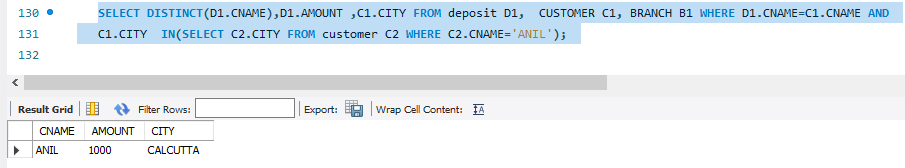 130 SELECT DISTINCT(D1.CNAME),D1.AMOUNT ,C1.CITY FROM deposit D1,  CUSTOMER C1, BRANCH B1 WHERE D1.CNAME=C1.CNAME AND
131 C1.CITY  IN(SELECT C2.CITY FROM customer C2 WHERE C2.CNAME='ANIL');
132
Result Grid Filter Rows: Export: Wrap Cell Content:
CNAME AMOUNT CITY
ANIL 1000 CALCUTTA